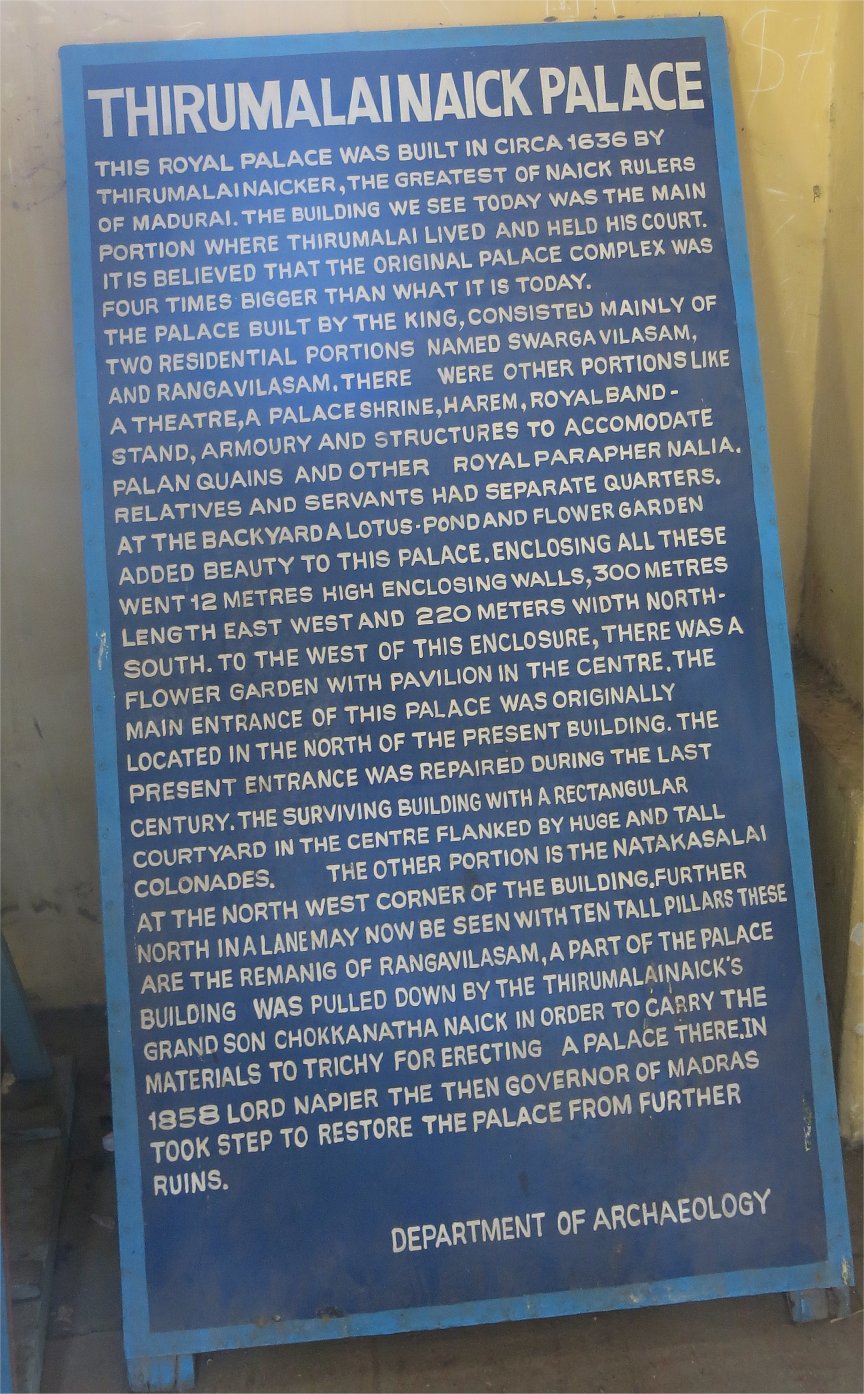 THIRUMALAI NAICK PALACE
THIS ROYAL PALACE WAS BUILT IN CIRCA 1636 BY
THIRUMALAI NAICKER, THE GREATEST OF NAICK RULERS
OF MADURAI. THE BUILDING WE SEE TODAY WAS THE MAIN
PORTION WHERE THIRUMALAI LIVED AND HELD HIS COURT.
IT IS BELIEVED THAT THE ORIGINAL PALACE COMPLEX WAS
FOUR TIMES BIGGER THAN WHAT IT IS TODAY.
THE PALACE BUILT BY THE KING, CONSISTED MAINLY OF
TWO RESIDENTIAL PORTIONS NAMED SWARGA VILASAM,
AND RANGAVILASAM. THERE WERE OTHER PORTIONS LIKE
A THEATRE, A PALACE SHRINE, HAREM, ROYAL BAND-
STAND, ARMOURY AND STRUCTURES TO ACCOMODATE
PALAN QUAINS AND OTHER ROYAL PARAPHER NALIA.
RELATIVES AND SERVANTS HAD SEPARATE QUARTERS.
AT THE BACKYARD A LOTUS-POND AND FLOWER GARDEN
ADDED BEAUTY TO THIS PALACE. ENCLOSING ALL THESE
WENT 12 METRES HIGH ENCLOSING WALLS, 300 METRES
LENGTH EAST WEST AND 220 METERS WIDTH NORTH-
SOUTH. TO THE WEST OF THIS ENCLOSURE, THERE WAS A
FLOWER GARDEN WITH PAVILION IN THE CENTRE. THE
MAIN ENTRANCE OF THIS PALACE WAS ORIGINALLY
LOCATED IN THE NORTH OF THE PRESENT BUILDING. THE
PRESENT ENTRANCE WAS REPAIRED DURING THE LAST
CENTURY. THE SURVIVING BUILDING WITH A RECTANGULAR
COURTYARD IN THE CENTRE FLANKED BY HUGE AND TALL
COLONADES. THE OTHER PORTION IS THE NATAKASALAI
AT THE NORTH WEST CORNER OF THE BUILDING. FURTHER
NORTH IN A LANE MAY NOW BE SEEN WITH TEN TALL PILLARS THESE
ARE THE REMANIG OF RANGAVILASAM, A PART OF THE PALACE
BUILDING WAS PULLED DOWN BY THE THIRUMALAI NAICK'S
GRAND SON CHOKKANATHA NAICK IN ORDER TO CARRY THE
MATERIALS TO TRICHY FOR ERECTING A PALACE THERE. IN
1858 LORD NAPIER THE THEN GOVERNOR OF MADRAS
TOOK STEP TO RESTORE THE PALACE FROM FURTHER
RUINS.
DEPARTMENT OF ARCHAEOLOGY